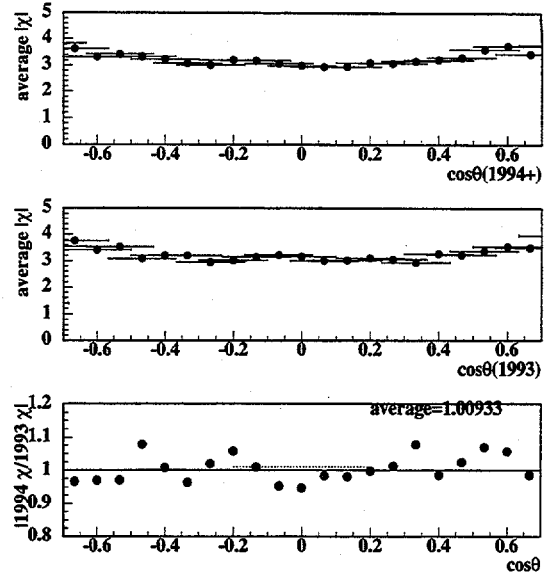 average |χ|
5
4
3
2
1
0
-0.6 -0.4 -0.2 0 0.2 0.4 0.6
cosθ(1994+)
average |χ|
5
4
3
2
1
0
-0.6 -0.4 -0.2 0 0.2 0.4 0.6
cosθ(1993)
|1994 χ/1993 χ|
1.2
average=1.00933
1.1
1
0.9
0.8
-0.6 -0.4 -0.2 0 0.2 0.4 0.6
cosθ